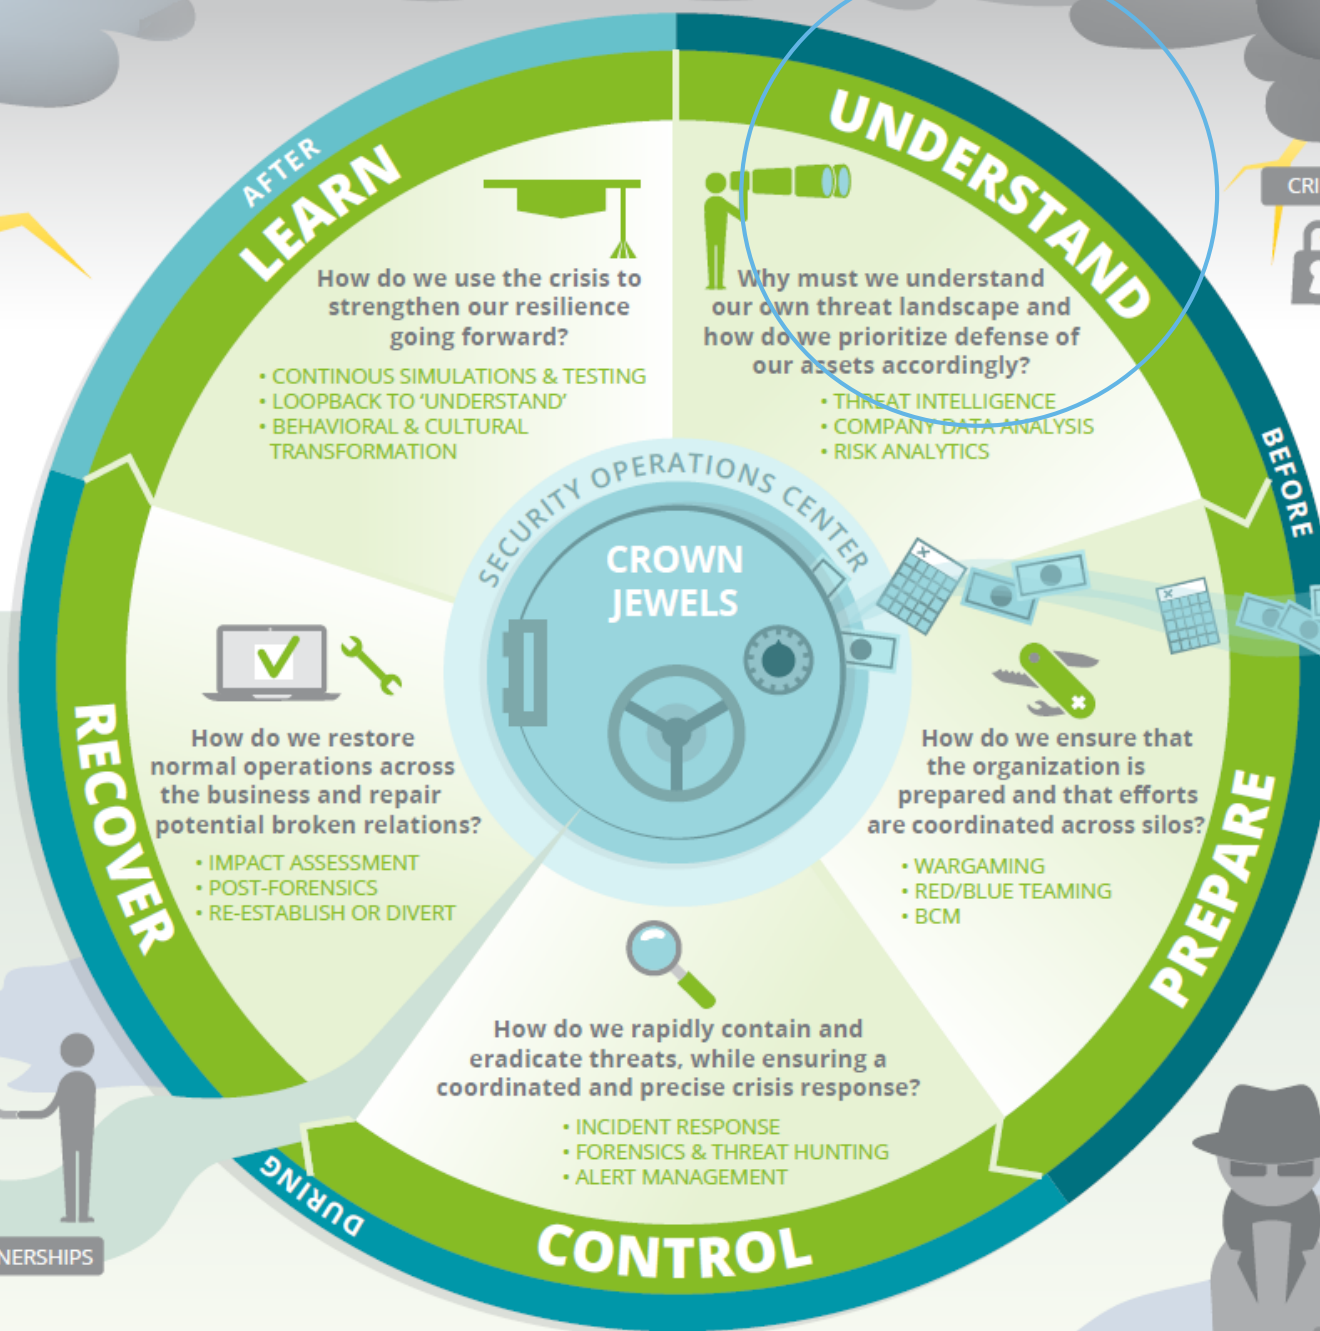 AFTER
LEARN
How do we use the crisis to
strengthen our resilience
going forward?
• CONTINOUS SIMULATIONS & TESTING
• LOOPBACK TO ‘UNDERSTAND’
• BEHAVIORAL & CULTURAL
TRANSFORMATION
UNDERSTAND
Why must we understand
our own threat landscape and
how do we prioritize defense of
our assets accordingly?
• THREAT INTELLIGENCE
• COMPANY DATA ANALYSIS
• RISK ANALYTICS
CRI
BEFORE
SECURITY OPERATIONS CENTER
CROWN
JEWELS
RECOVER
How do we restore
normal operations across
the business and repair
potential broken relations?
• IMPACT ASSESSMENT
• POST-FORENSICS
• RE-ESTABLISH OR DIVERT
PREPARE
How do we ensure that
the organization is
prepared and that efforts
are coordinated across silos?
• WARGAMING
• RED/BLUE TEAMING
• BCM
How do we rapidly contain and
eradicate threats, while ensuring a
coordinated and precise crisis response?
• INCIDENT RESPONSE
• FORENSICS & THREAT HUNTING
• ALERT MANAGEMENT
DURING
CONTROL
NERSHIPS